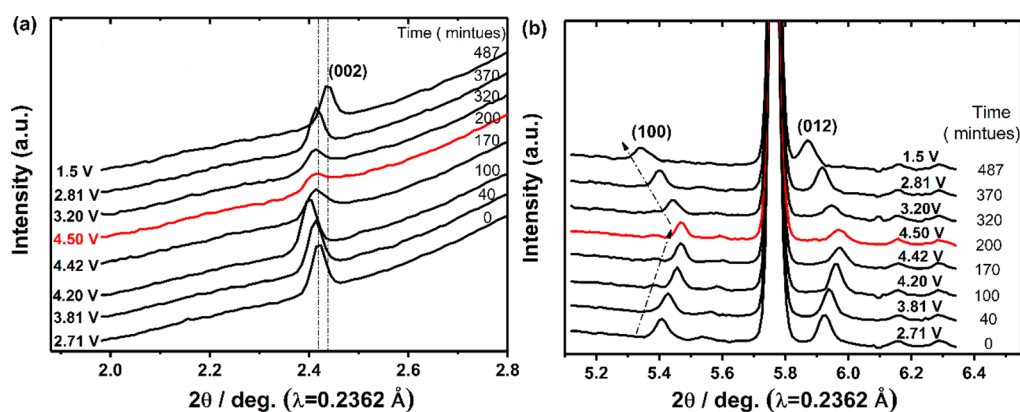 (a)
Time ( mintues)
487
(002)
370
320
200
170
100
40
0
1.5 V
2.81 V
3.20 V
4.50 V
4.42 V
4.20 V
3.81 V
2.71 V
Intensity (a.u.)
2.0
2.2
2.4
2.6
2.8
2θ / deg. (λ=0.2362 Å)
(b)
(100)
(012)
Time
( mintues)
1.5 V
487
2.81 V
370
3.20V
320
4.50 V
200
4.42 V
170
4.20 V
100
3.81 V
40
2.71 V
0
Intensity (a.u.)
5.2
5.4
5.6
5.8
6.0
6.2
6.4
2θ / deg. (λ=0.2362 Å)